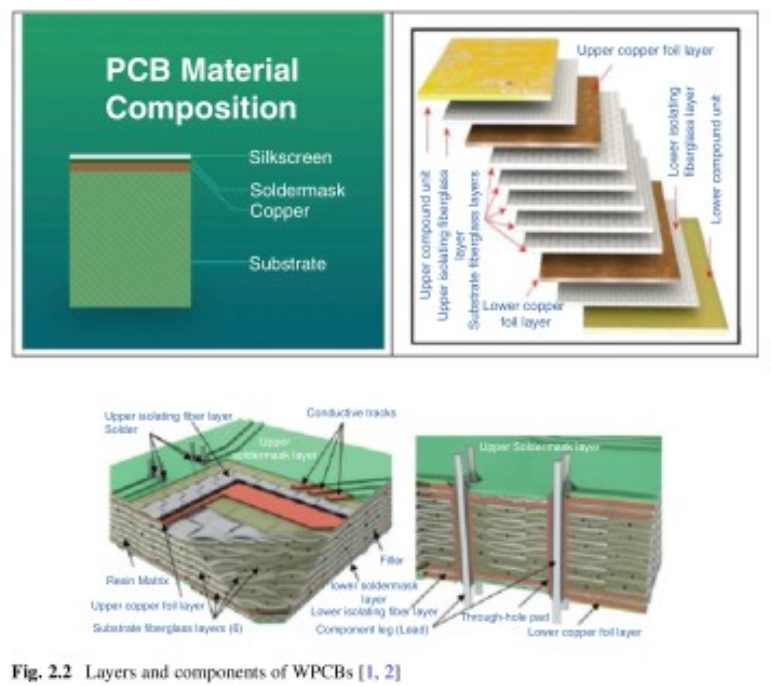 PCB Material
Composition
Silkscreen
Soldermask
Copper
Substrate
Upper copper foil layer
Upper compound unit
Upper isolating fiberglass
layer
Substrate fiberglass layers
Lower copper
foil layer
Lower isolating
fiberglass layer
Lower compound unit
Upper isolating fiber layer
Solder
Conductive tracks
Upper
soldermask layer
Resin Matrix
Upper copper foil layer
Substrate fiberglass layers (6)
Filler
lower soldermask
layer
Lower isolating fiber layer
Component leg (Lead)
Upper Soldermask layer
Through-hole pad
Lower copper foil layer
Fig. 2.2 Layers and components of WPCBs [1, 2]